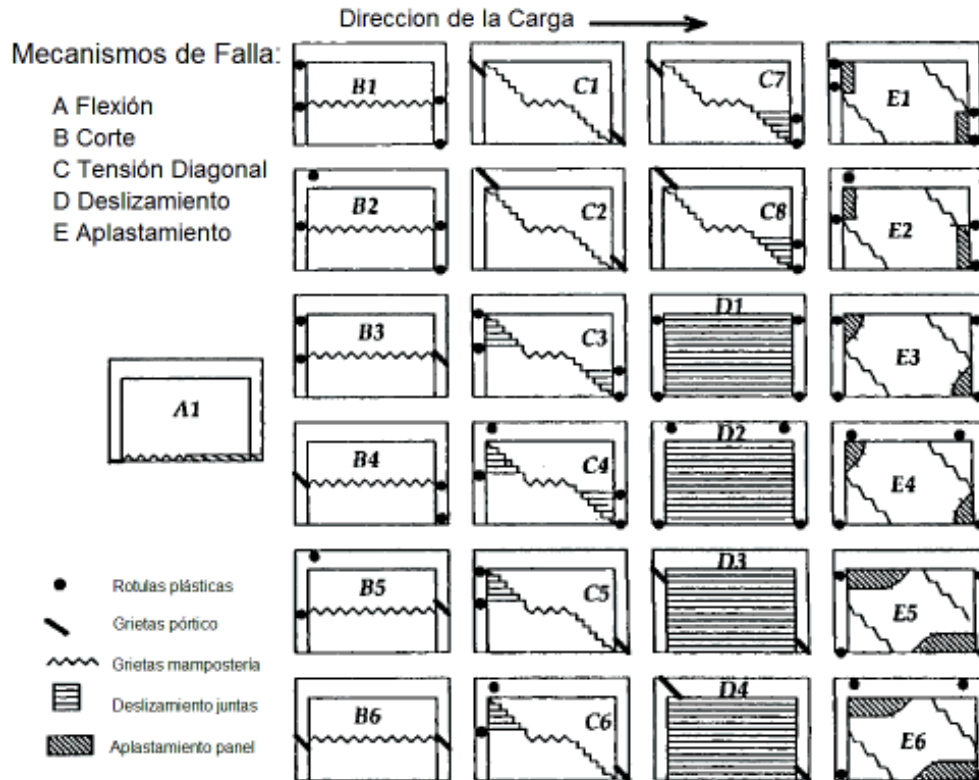 Direccion de la Carga
Mecanismos de Falla:
A Flexión
B Corte
C Tensión Diagonal
D Deslizamiento
E Aplastamiento
B1
C1
C7
E1
B2
C2
C8
E2
B3
C3
D1
E3
A1
B4
C4
D2
E4
B5
C5
D3
E5
B6
C6
D4
E6
Rotulas plásticas
Grietas pórtico
Grietas mampostería
Deslizamiento juntas
Aplastamiento panel